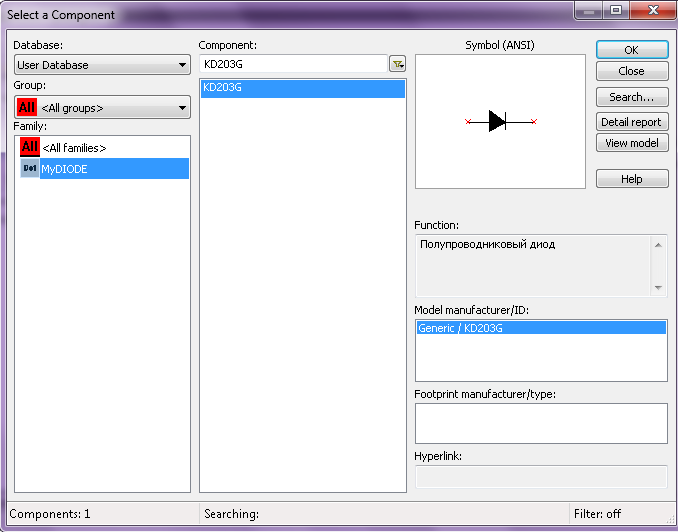 Select a Component
Database:
User Database
Group:
All <All groups>
Family:
All <All families>
MyDIODE
Component:
KD203G
KD203G
Symbol (ANSI)
OK
Close
Search...
Detail report
View model
Help
Function:
Полупроводниковый диод
Model manufacturer/ID:
Generic / KD203G
Footprint manufacturer/type:
Hyperlink:
Components: 1
Searching:
Filter: off